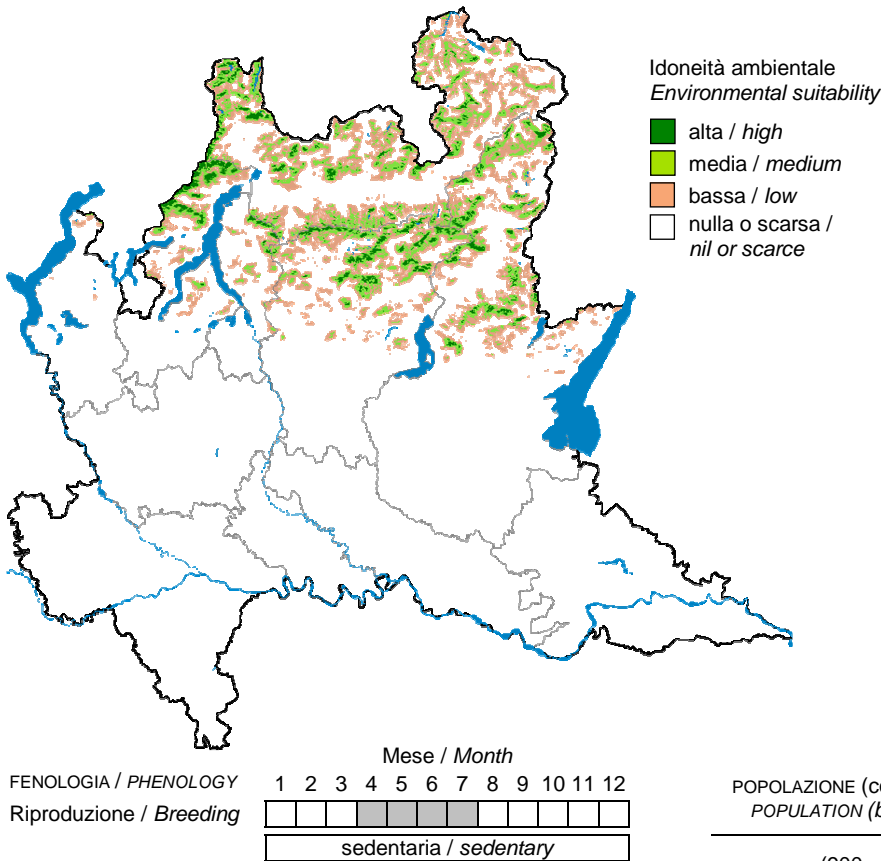 Idoneità ambientale
Environmental suitability
alta / high
media / medium
bassa / low
nulla o scarsa /
nil or scarce
Mese / Month
FENOLOGIA / PHENOLOGY 1 2 3 4 5 6 7 8 9 10 11 12
Riproduzione / Breeding
sedentaria / sedentary
POPOLAZIONE (c
POPULATION (b